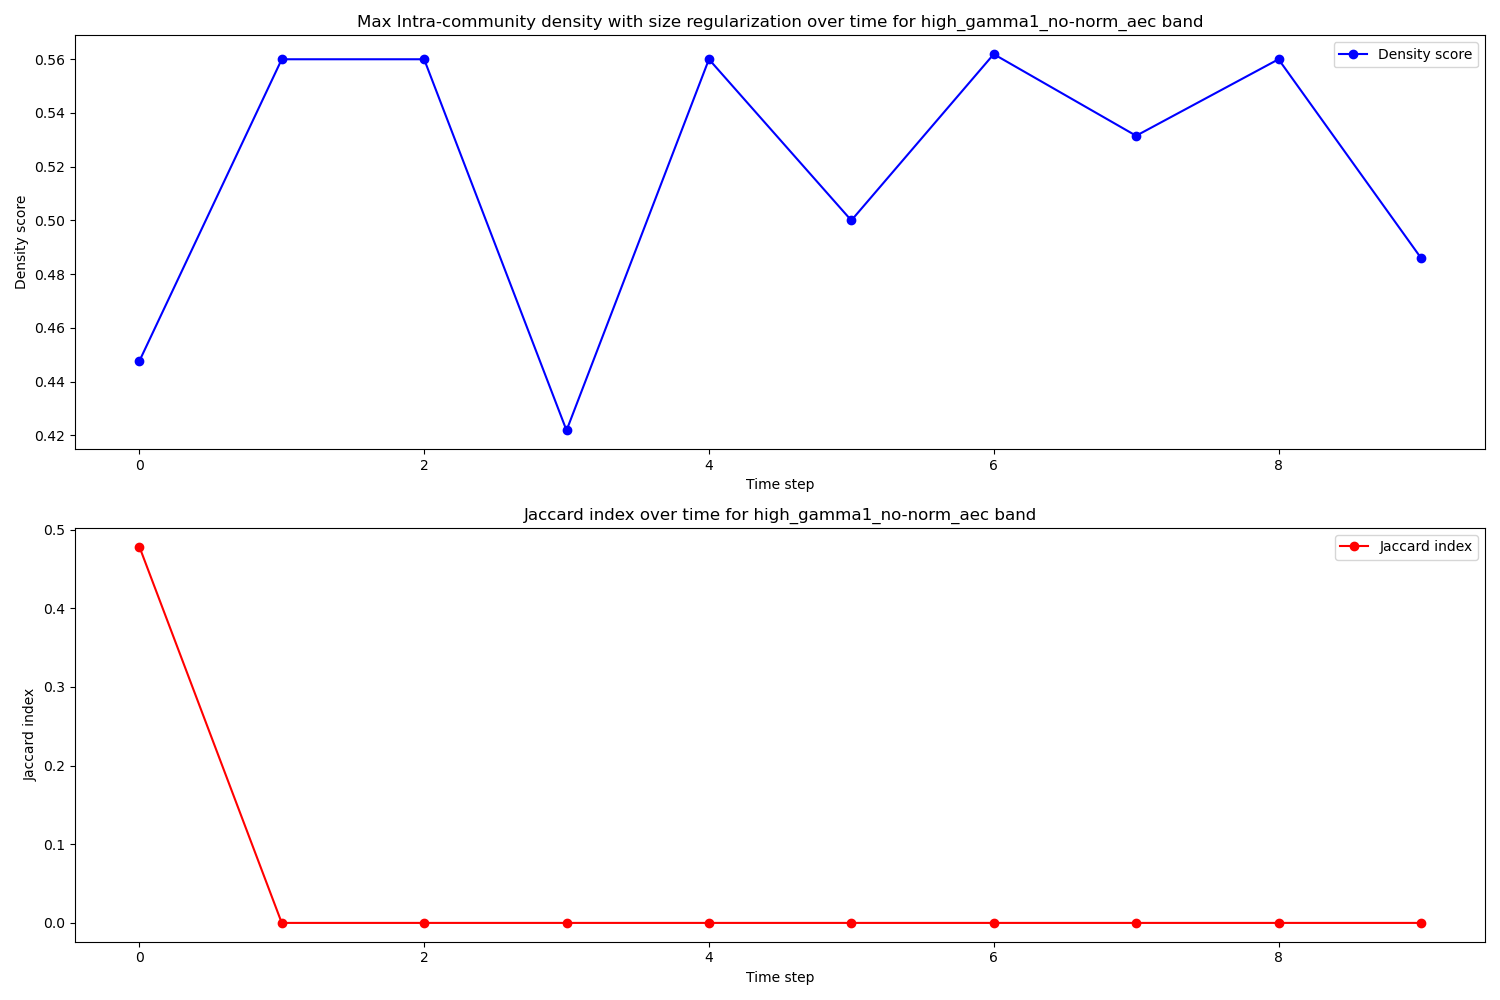 Max Intra-community density with size regularization over time for high_gamma1_no-norm_aec band
Density score
0.56
0.54
0.52
0.50
0.48
0.46
0.44
0.42
Density score
0 2 4 6 8
Time step
Jaccard index over time for high_gamma1_no-norm_aec band
Jaccard index
0.5
0.4
0.3
0.2
0.1
0.0
Jaccard index
0 2 4 6 8
Time step